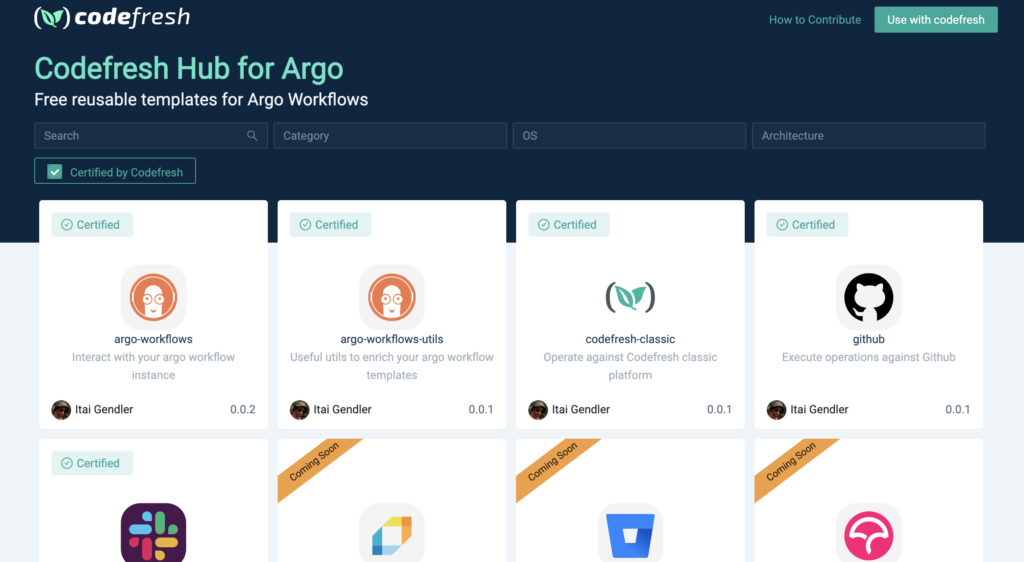 codefresh
How to Contribute
Use with codefresh
Codefresh Hub for Argo
Free reusable templates for Argo Workflows
Search
Category
OS
Architecture
Certified by Codefresh
Certified
Certified
Certified
Certified
argo-workflows
Interact with your argo workflow
instance
Itai Gendler
0.0.2
argo-workflows-utils
Useful utils to enrich your argo workflow
templates
Itai Gendler
0.0.1
codefresh-classic
Operate against Codefresh classic
platform
Itai Gendler
0.0.1
github
Execute operations against Github
Itai Gendler
0.0.1
Certified
Coming Soon
Coming Soon
Coming Soon